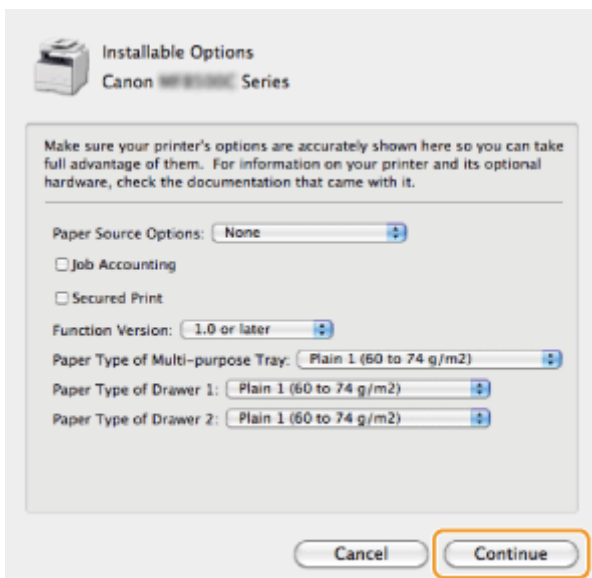 Installable Options
Canon Series
Make sure your printer's options are accurately shown here so you can take
full advantage of them. For information on your printer and its optional
hardware, check the documentation that came with it.
Paper Source Options: None
Job Accounting
Secured Print
Function Version: 1.0 or later
Paper Type of Multi-purpose Tray: Plain 1 (60 to 74 g/m2)
Paper Type of Drawer 1: Plain 1 (60 to 74 g/m2)
Paper Type of Drawer 2: Plain 1 (60 to 74 g/m2)
Cancel Continue